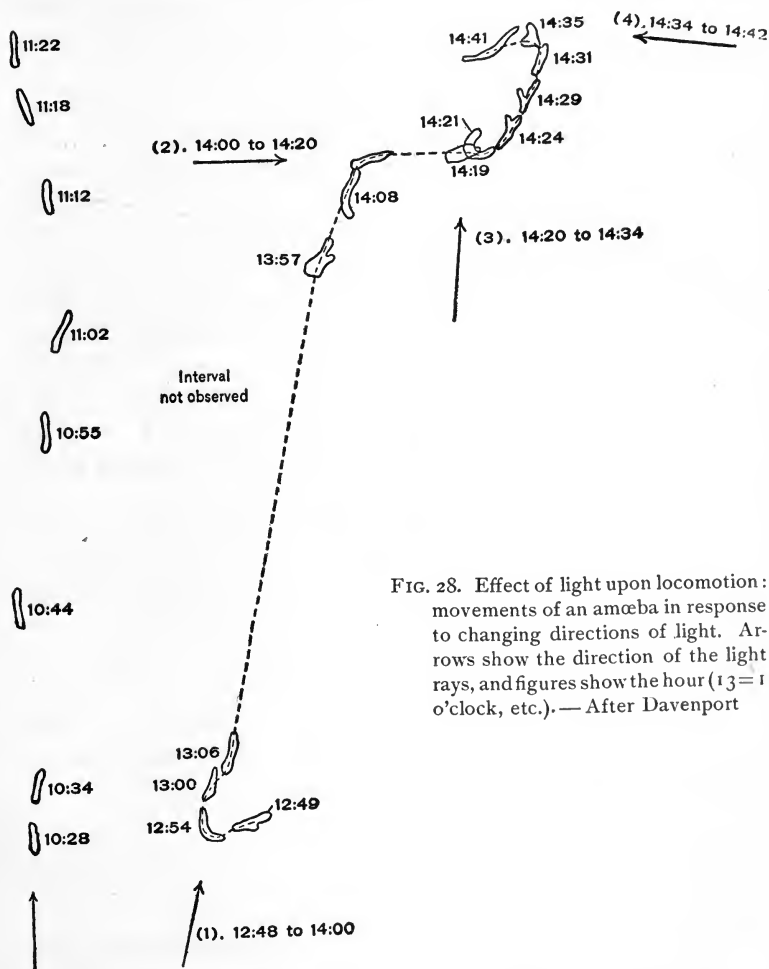 11:22
11:18
11:12
11:02
10:55
10:44
10:34
10:28
14:41
14:35
(4). 14:34 to 14:42
14:31
14:29
14:21
14:24
(2). 14:00 to 14:20
14:19
14:08
(3). 14:20 to 14:34
13:57
Interval
not observed
13:06
13:00
12:49
12:54
(1). 12:48 to 14:00
FIG. 28. Effect of light upon locomotion:
movements of an amœba in response
to changing directions of light. Ar-
rows show the direction of the light
rays, and figures show the hour (13=1
o'clock, etc.).— After Davenport